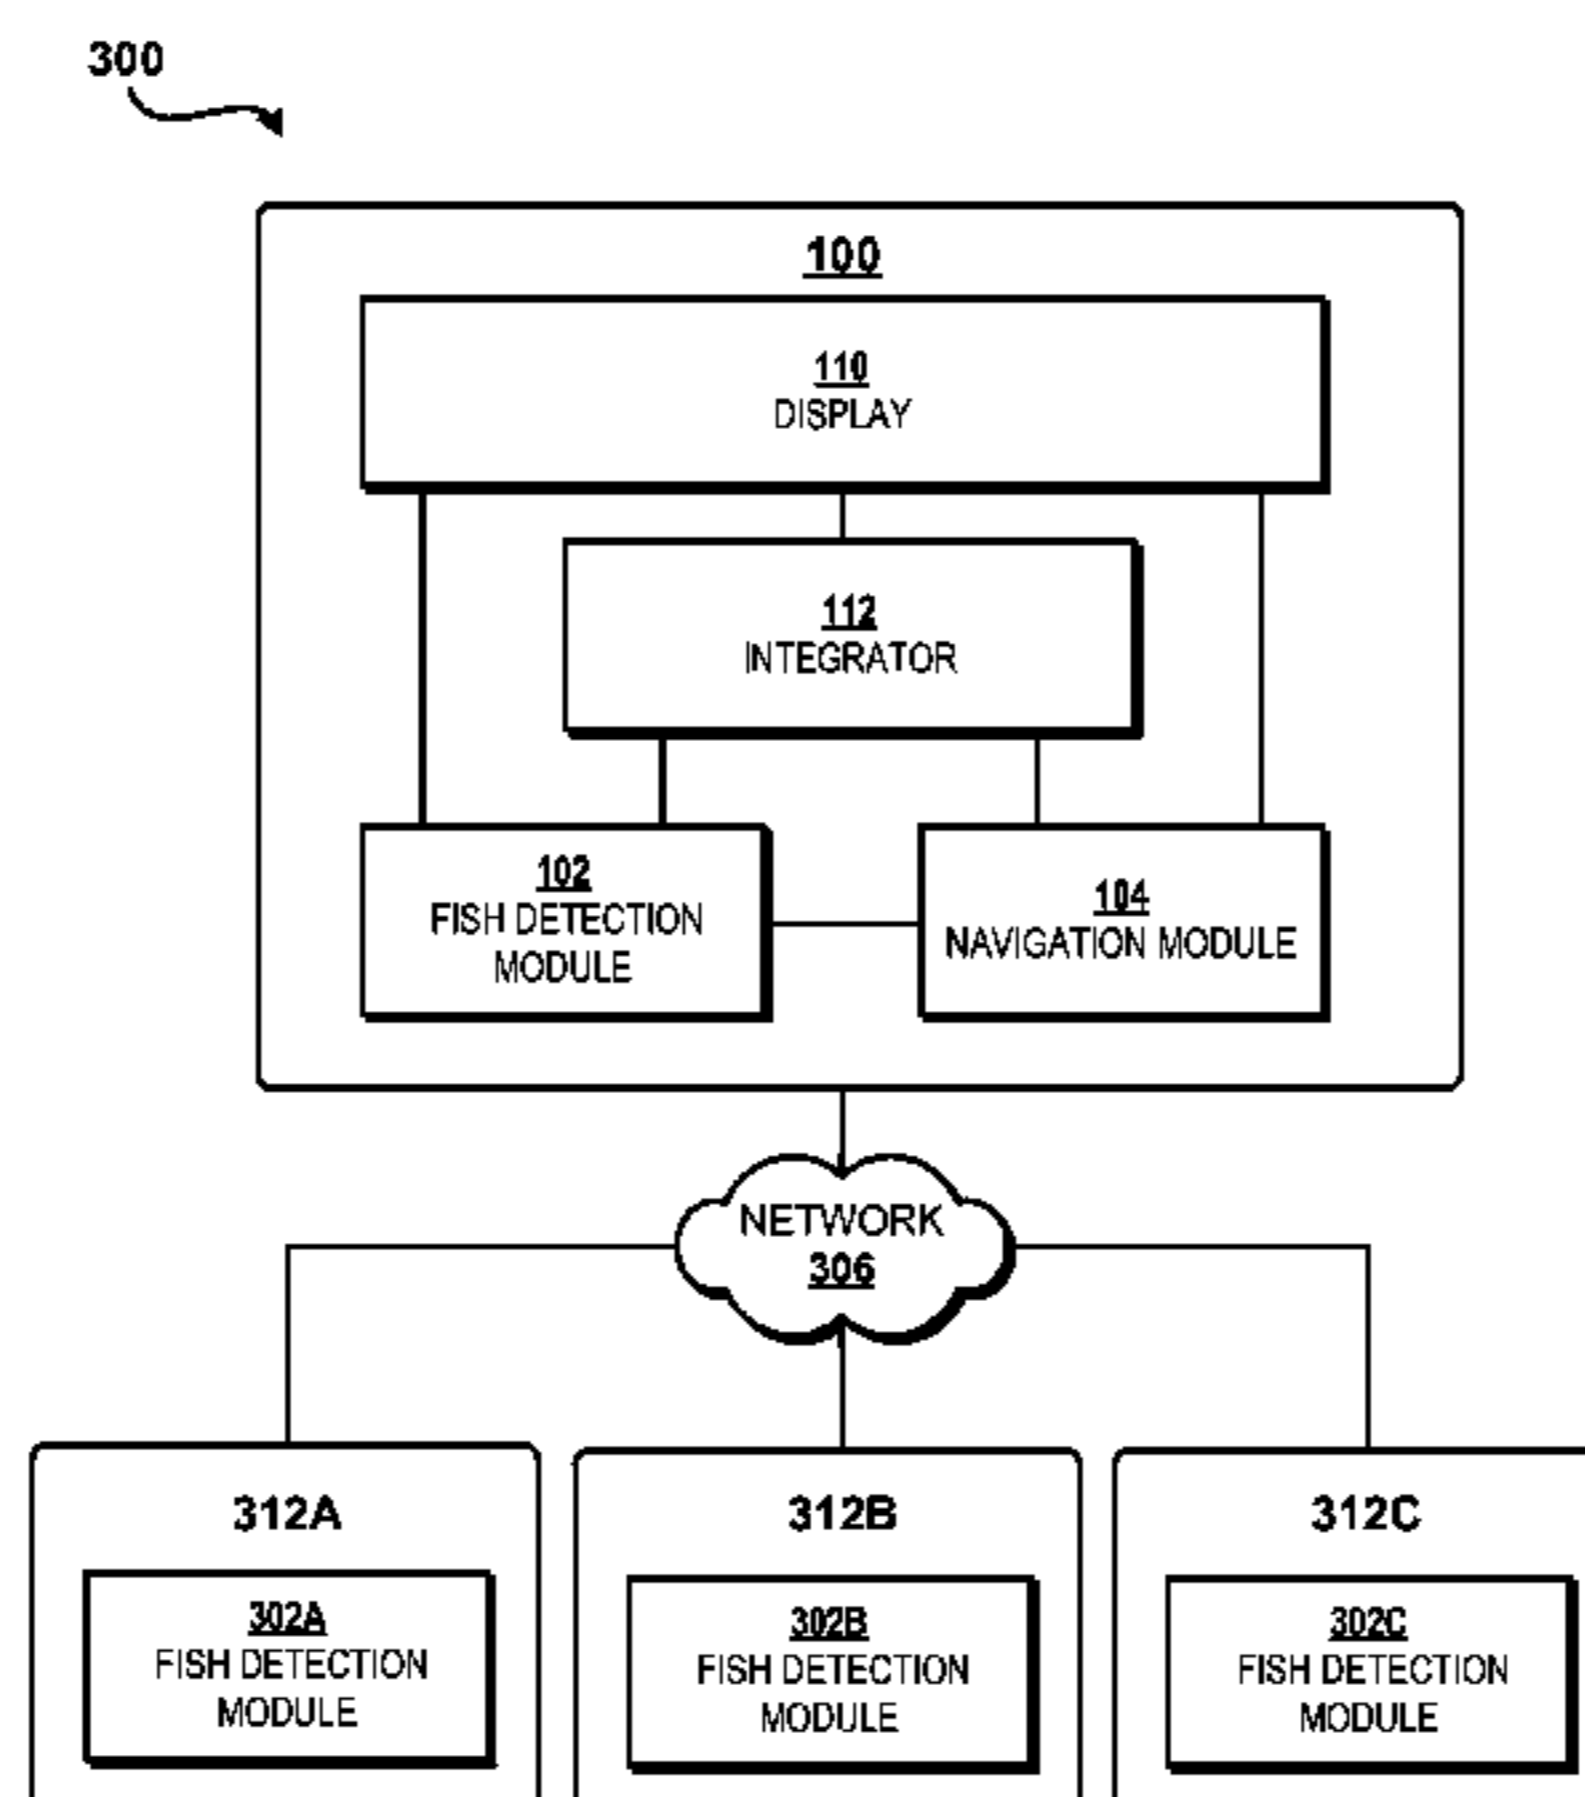 300
100
110
DISPLAY
112
INTEGRATOR
102
FISH DETECTION
MODULE
104
NAVIGATION MODULE
NETWORK
306
312A
302A
FISH DETECTION
MODULE
312B
302B
FISH DETECTION
MODULE
312C
302C
FISH DETECTION
MODULE